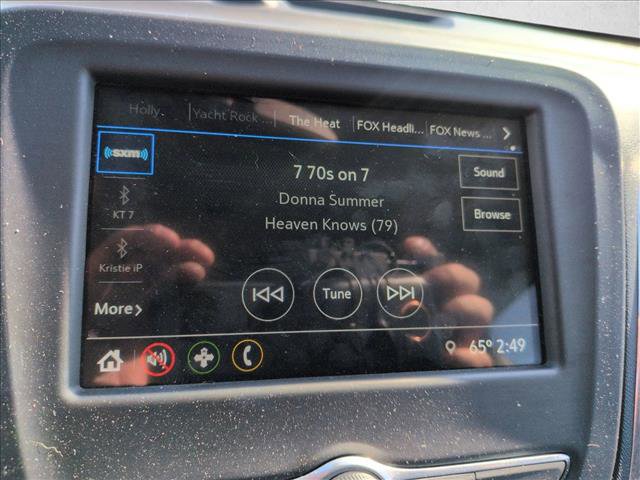 Holly
Yacht Rock ...
The Heat
FOX Headli...
FOX News ...
((sxm))
7 70s on 7
Sound
Donna Summer
KT 7
Heaven Knows (79)
Browse
Kristie iP
More
Tune
65° 2:49